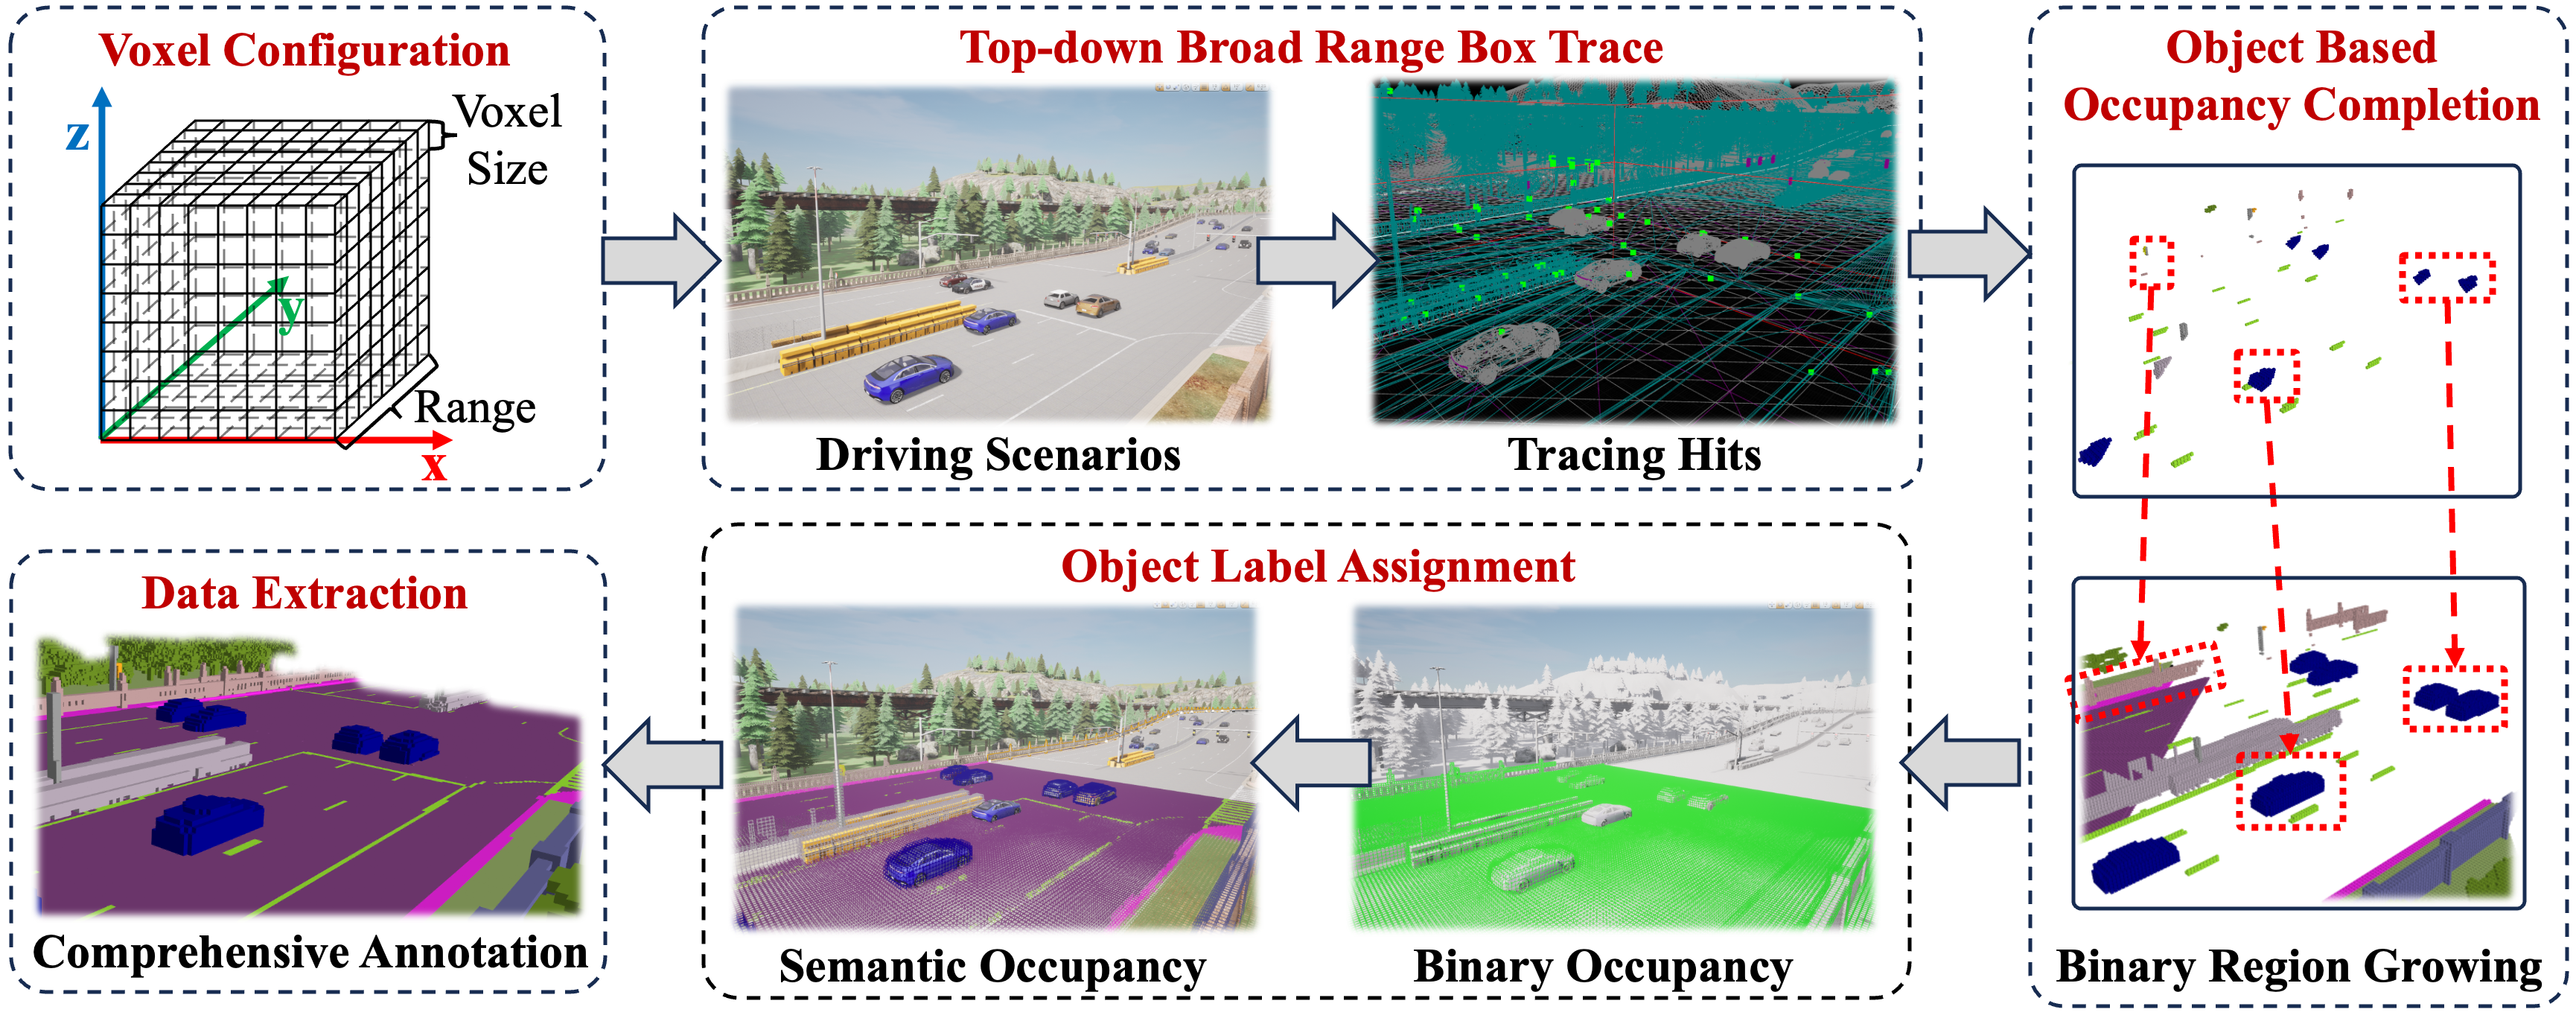 Voxel Configuration
z
Voxel
Size
y
Range
x
Top-down Broad Range Box Trace
Driving Scenarios
Tracing Hits
Object Based
Occupancy Completion
Binary Region Growing
Object Label Assignment
Semantic Occupancy
Binary Occupancy
Data Extraction
Comprehensive Annotation